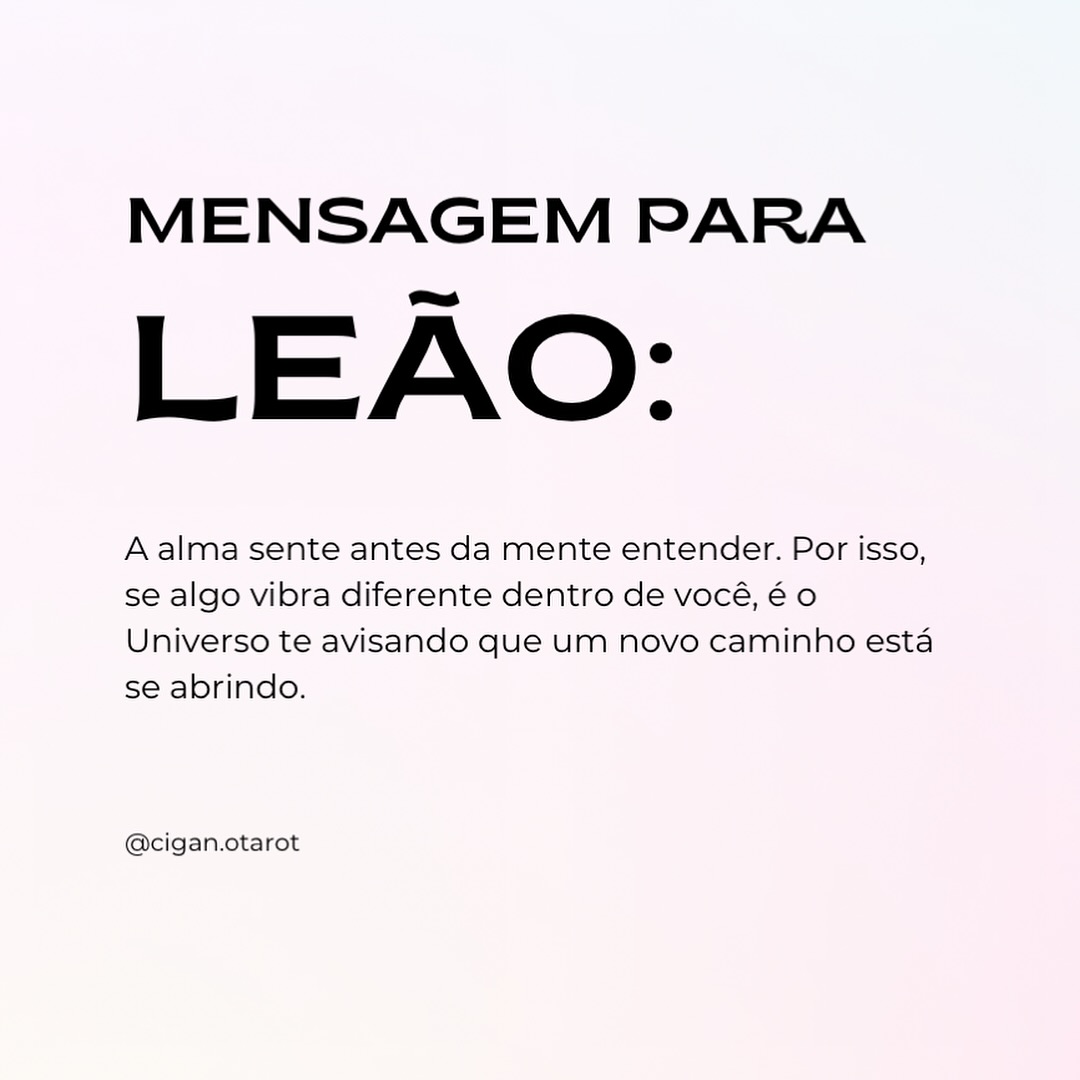 MENSAGEM PARA
LEÃO:
A alma sente antes da mente entender. Por isso,
se algo vibra diferente dentro de você, é o
Universo te avisando que um novo caminho está
se abrindo.
@cigan.otarot